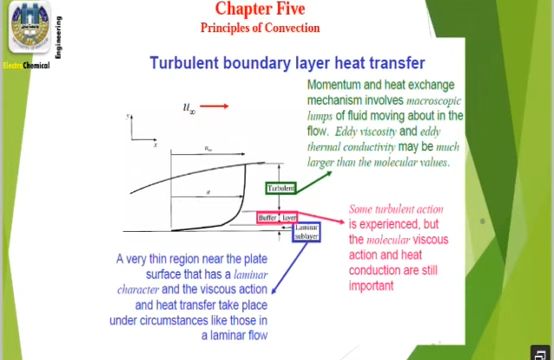 Chapter Five
Principles of Convection
Engineering
ElectroChemical
Turbulent boundary layer heat transfer
Momentum and heat exchange
mechanism involves macroscopic
lumps of fluid moving about in the
flow. Eddy viscosity and eddy
thermal conductivity may be much
larger than the molecular values.
u∞
y
x
u∞
u
Turbulent
Buffer layer
Laminar
sublayer
Some turbulent action
is experienced, but
the molecular viscous
action and heat
conduction are still
important
A very thin region near the plate
surface that has a laminar
character and the viscous action
and heat transfer take place
under circumstances like those in
a laminar flow